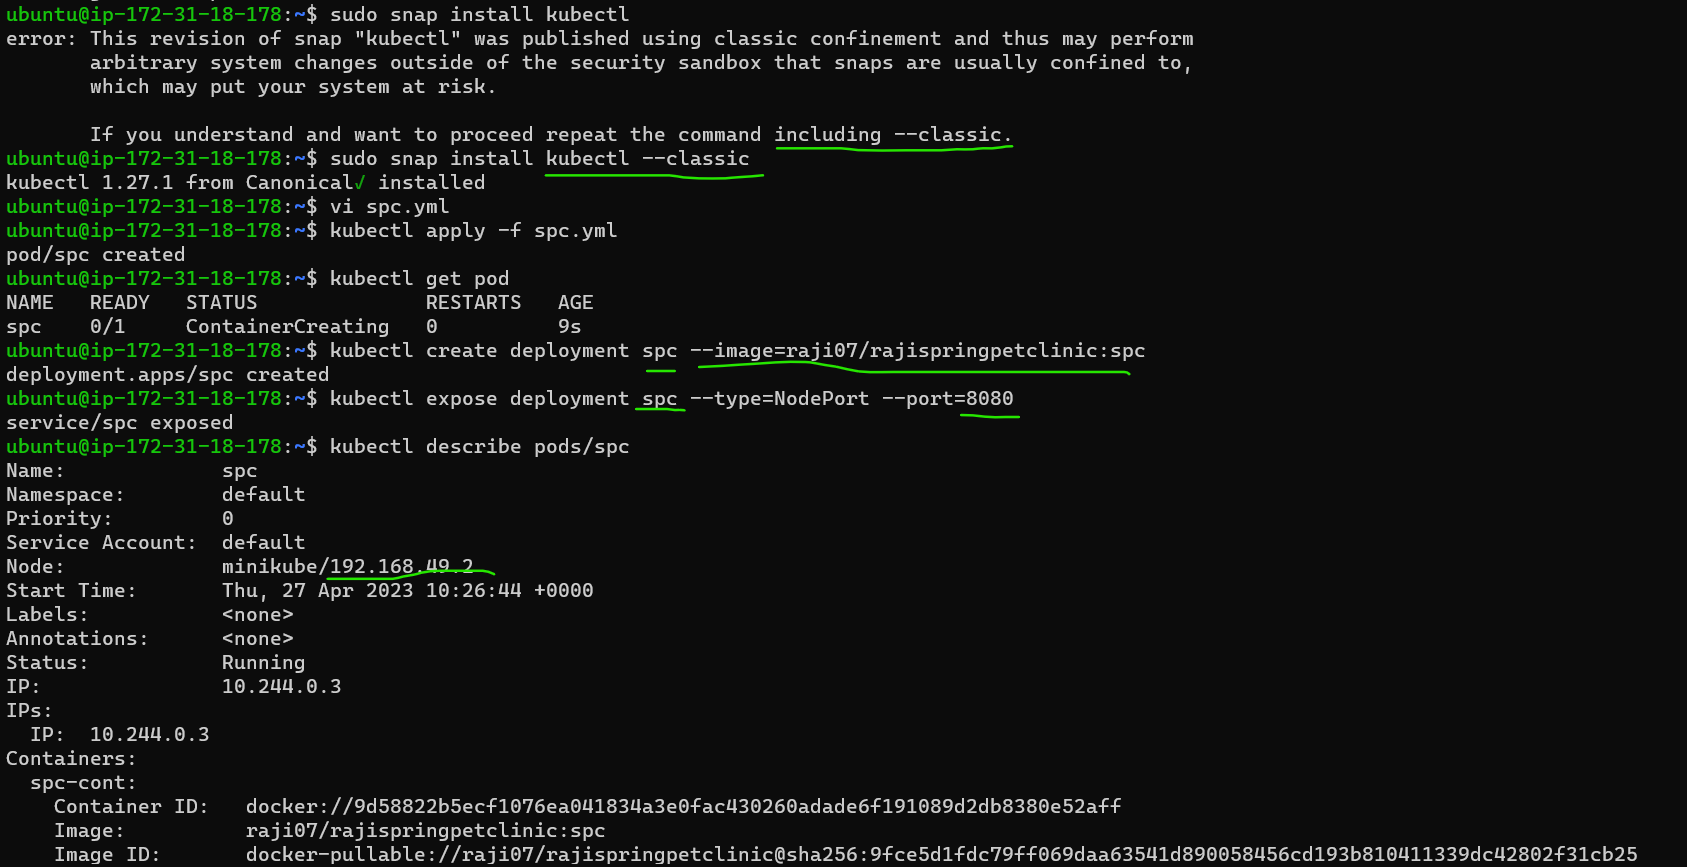 ubuntu@ip-172-31-18-178:~$ sudo snap install kubectl
error: This revision of snap "kubectl" was published using classic confinement and thus may perform
arbitrary system changes outside of the security sandbox that snaps are usually confined to,
which may put your system at risk.
If you understand and want to proceed repeat the command including --classic.
ubuntu@ip-172-31-18-178:~$ sudo snap install kubectl --classic
kubectl 1.27.1 from Canonical✓ installed
ubuntu@ip-172-31-18-178:~$ vi spc.yml
ubuntu@ip-172-31-18-178:~$ kubectl apply -f spc.yml
pod/spc created
ubuntu@ip-172-31-18-178:~$ kubectl get pod
NAME   READY   STATUS              RESTARTS   AGE
spc    0/1     ContainerCreating   0          9s
ubuntu@ip-172-31-18-178:~$ kubectl create deployment spc --image=raji07/rajispringpetclinic:spc
deployment.apps/spc created
ubuntu@ip-172-31-18-178:~$ kubectl expose deployment spc --type=NodePort --port=8080
service/spc exposed
ubuntu@ip-172-31-18-178:~$ kubectl describe pods/spc
Name:             spc
Namespace:        default
Priority:         0
Service Account:  default
Node:             minikube/192.168.49.2
Start Time:       Thu, 27 Apr 2023 10:26:44 +0000
Labels:           <none>
Annotations:      <none>
Status:           Running
IP:               10.244.0.3
IPs:
IP:  10.244.0.3
Containers:
spc-cont:
Container ID:   docker://9d58822b5ecf1076ea041834a3e0fac430260adade6f191089d2db8380e52aff
Image:          raji07/rajispringpetclinic:spc
Image ID:       docker-pullable://raji07/rajispringpetclinic@sha256:9fce5d1fdc79ff069daa63541d890058456cd193b810411339dc42802f31cb25